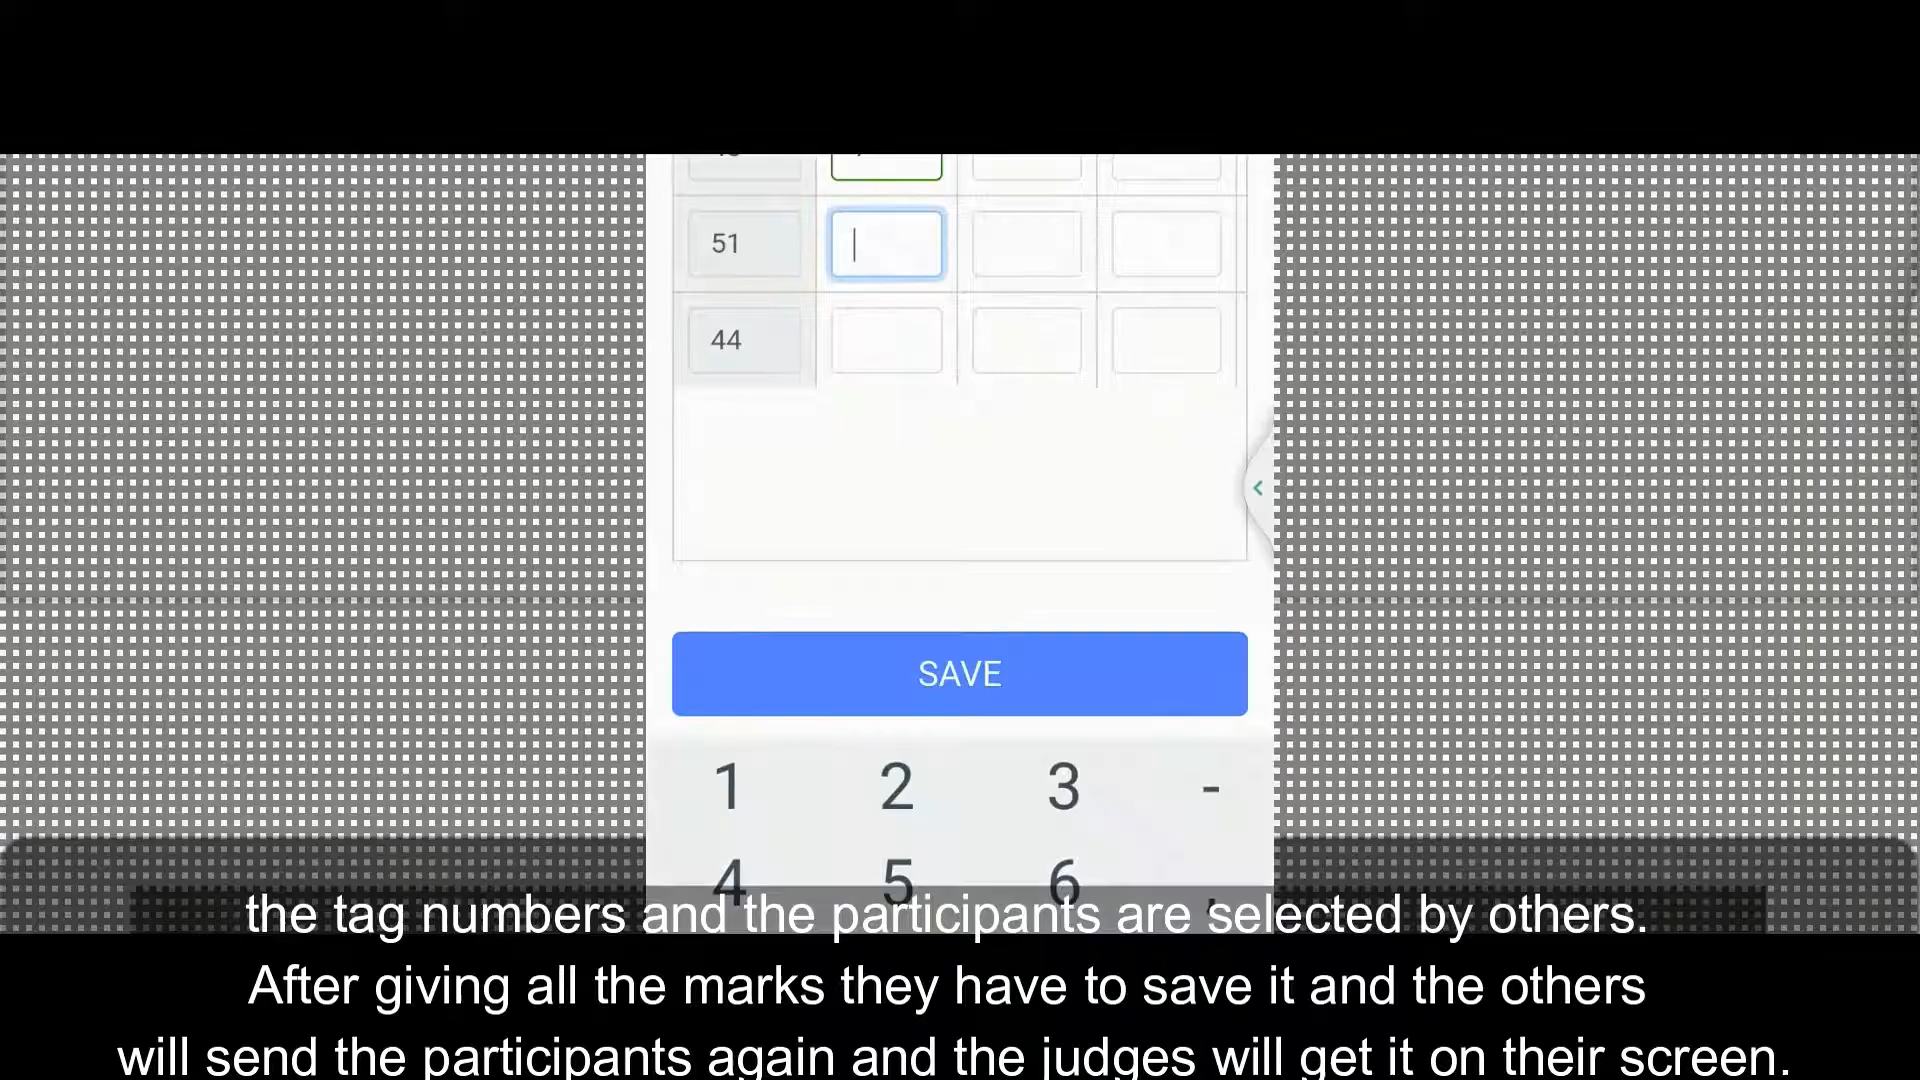 51
44
SAVE
1 2 3 -
4 5 6 ,
the tag numbers and the participants are selected by others.
After giving all the marks they have to save it and the others
will send the participants again and the judges will get it on their screen.